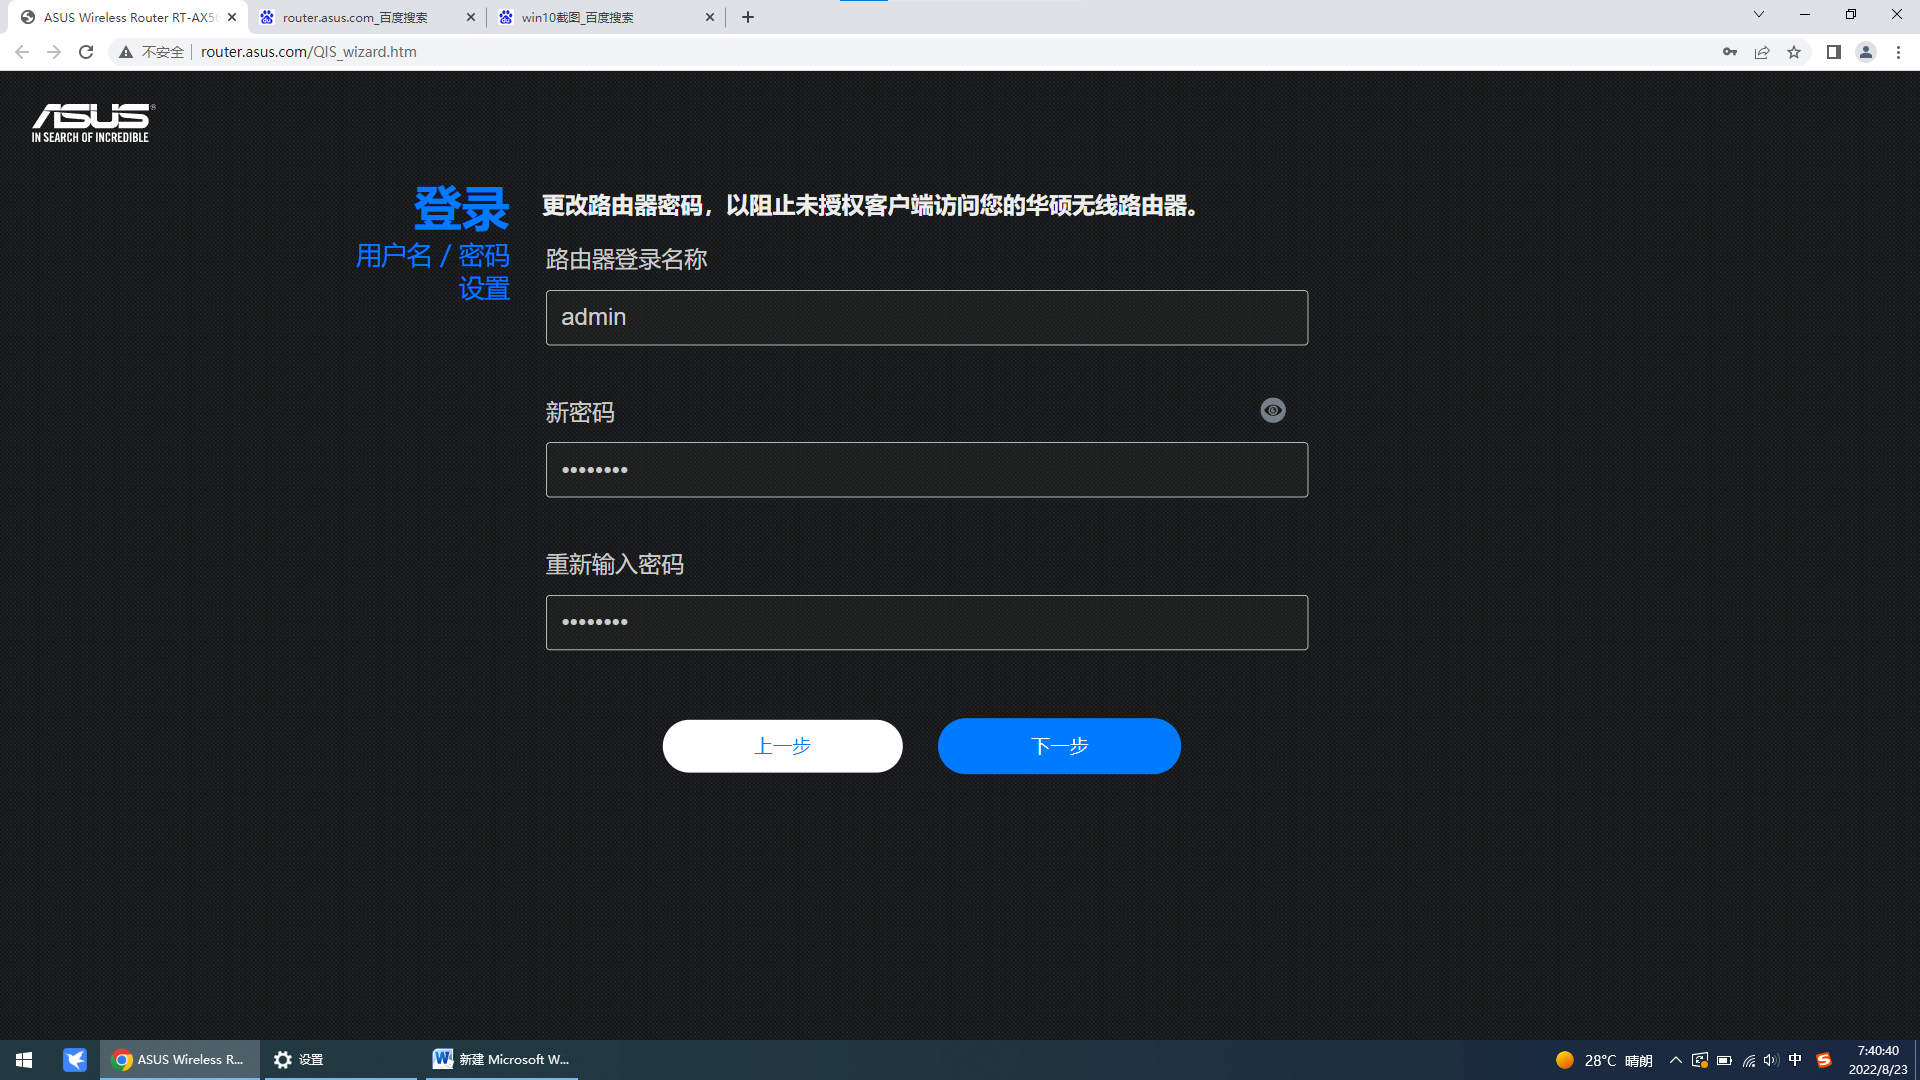 ASUS Wireless Router RT-AX5
router.asus.com_百度搜索
win10截图_百度搜索
不安全
router.asus.com/QIS_wizard.htm
ASUS
IN SEARCH OF INCREDIBLE
登录
用户名 / 密码
设置
更改路由器密码，以阻止未授权客户端访问您的华硕无线路由器。
路由器登录名称
admin
新密码
••••••••
重新输入密码
••••••••
上一步
下一步
ASUS Wireless R...
设置
新建 Microsoft W...
28°C 晴朗
中
7:40:40
2022/8/23